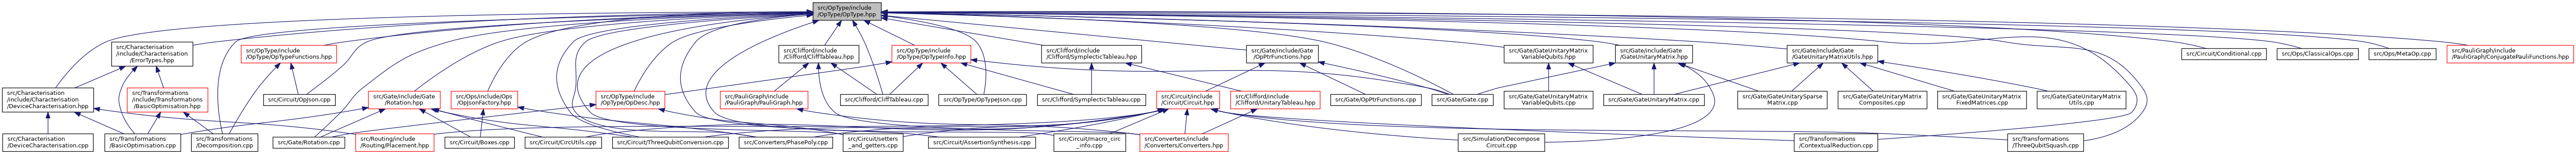 src/OpType/include
/OpType/OpType.hpp
src/Characterisation
/include/Characterisation
/ErrorTypes.hpp
src/OpType/include
/OpType/OpTypeFunctions.hpp
src/Clifford/include
/Clifford/CliffTableau.hpp
src/OpType/include
/OpType/OpTypeInfo.hpp
src/Clifford/include
/Clifford/SymplecticTableau.hpp
src/Gate/include/Gate
/OpPtrFunctions.hpp
src/Gate/GateUnitaryMatrix
VariableQubits.hpp
src/Gate/include/Gate
/GateUnitaryMatrix.hpp
src/Gate/include/Gate
/GateUnitaryMatrixUtils.hpp
src/Circuit/Conditional.cpp
src/Ops/ClassicalOps.cpp
src/Ops/MetaOp.cpp
src/PauliGraph/include
/PauliGraph/ConjugatePauliFunctions.hpp
src/Characterisation
/include/Characterisation
/DeviceCharacterisation.hpp
src/Transformations
/include/Transformations
/BasicOptimisation.hpp
src/Circuit/OpJson.cpp
src/Gate/include/Gate
/Rotation.hpp
src/Ops/include/Ops
/OpJsonFactory.hpp
src/OpType/include
/OpType/OpDesc.hpp
src/PauliGraph/include
/PauliGraph/PauliGraph.hpp
src/Clifford/CliffTableau.cpp
src/OpType/OpTypeJson.cpp
src/Clifford/SymplecticTableau.cpp
src/Circuit/include
/Circuit/Circuit.hpp
src/Clifford/include
/Clifford/UnitaryTableau.hpp
src/Gate/OpPtrFunctions.cpp
src/Gate/Gate.cpp
src/Gate/GateUnitaryMatrix
VariableQubits.cpp
src/Gate/GateUnitaryMatrix.cpp
src/Gate/GateUnitarySparse
Matrix.cpp
src/Gate/GateUnitaryMatrix
Composites.cpp
src/Gate/GateUnitaryMatrix
FixedMatrices.cpp
src/Gate/GateUnitaryMatrix
Utils.cpp
src/Characterisation
/DeviceCharacterisation.cpp
src/Transformations
/BasicOptimisation.cpp
src/Transformations
/Decomposition.cpp
src/Gate/Rotation.cpp
src/Routing/include
/Routing/Placement.hpp
src/Circuit/Boxes.cpp
src/Circuit/CircUtils.cpp
src/Circuit/ThreeQubitConversion.cpp
src/Converters/PhasePoly.cpp
src/Circuit/setters
_and_getters.cpp
src/Circuit/AssertionSynthesis.cpp
src/Circuit/macro_circ
_info.cpp
src/Converters/include
/Converters/Converters.hpp
src/Simulation/Decompose
Circuit.cpp
src/Transformations
/ContextualReduction.cpp
src/Transformations
/ThreeQubitSquash.cpp